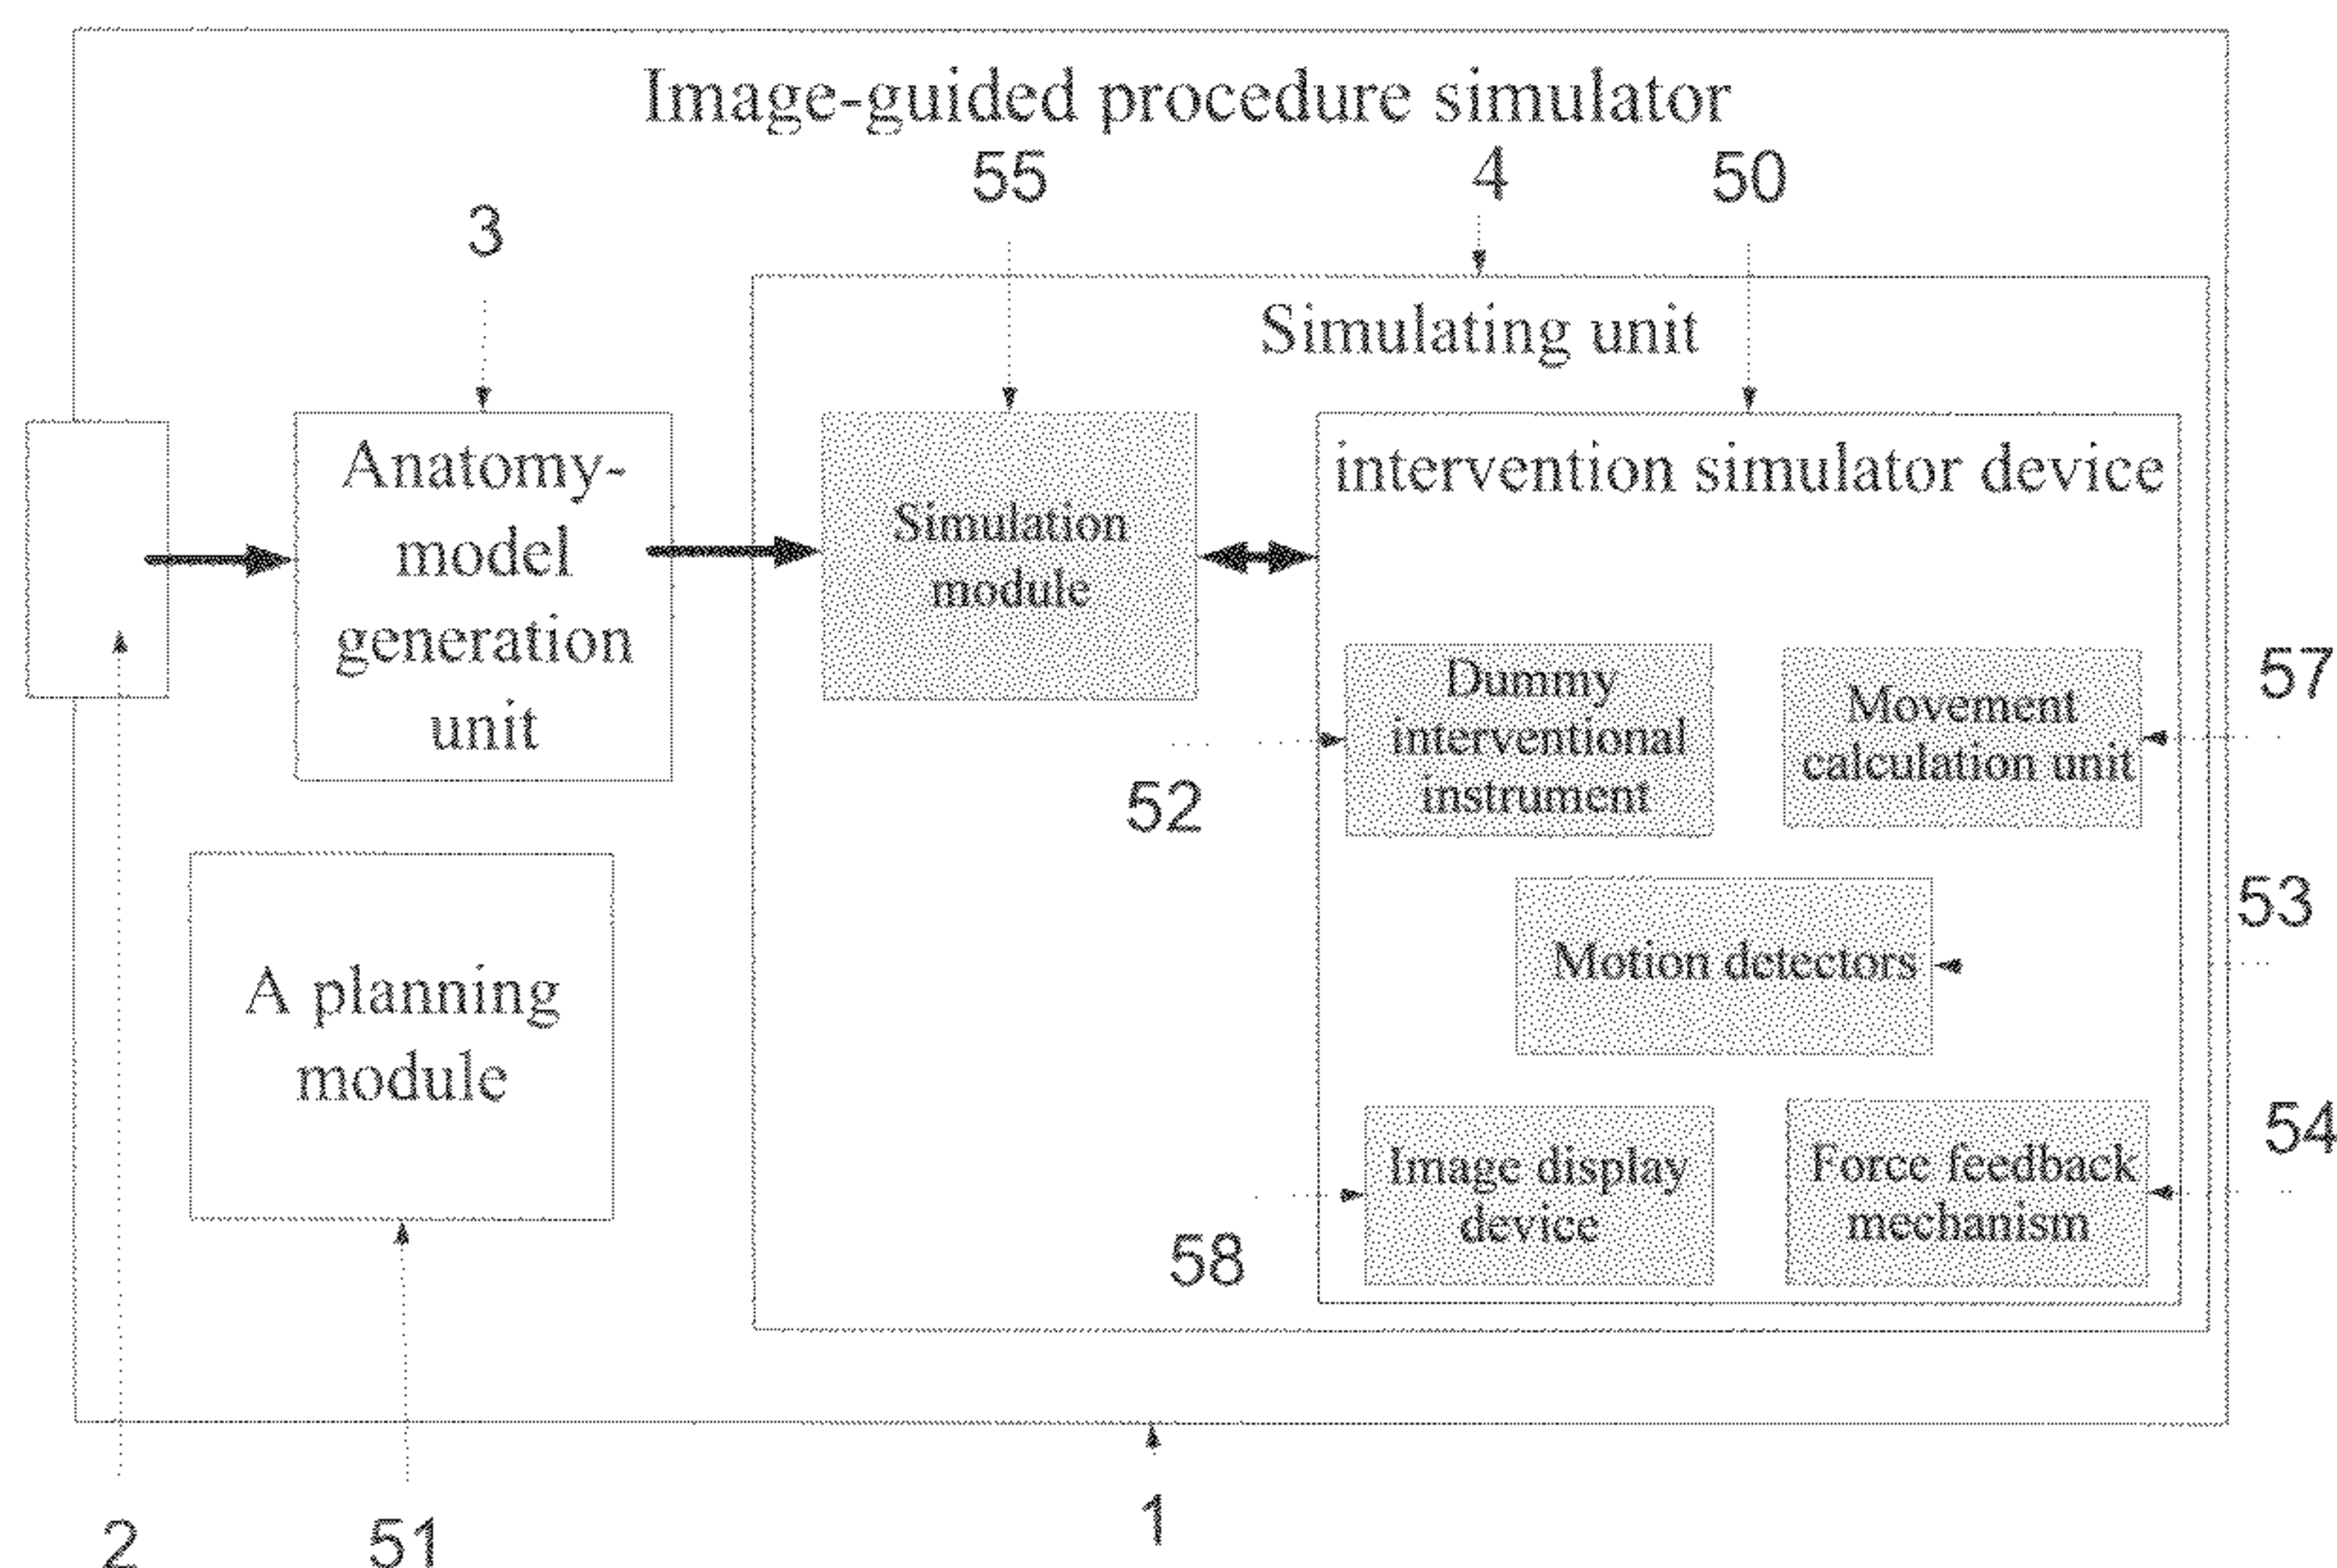 Image-guided procedure simulator
55
4
50
3
Simulating unit
Anatomy-
model
generation
unit
Simulation
module
intervention simulator device
Dummy
interventional
instrument
Movement
calculation unit
57
52
53
Motion detectors
A planning
module
54
Image display
device
Force feedback
mechanism
58
1
2
51